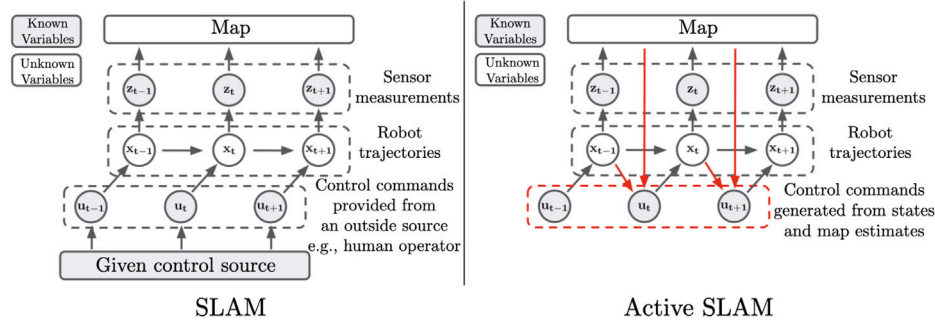 Known
Variables
Unknown
Variables
Map
z_{t-1}
z_t
z_{t+1}
Sensor
measurements
x_{t-1}
x_t
x_{t+1}
Robot
trajectories
u_{t-1}
u_t
u_{t+1}
Control commands
provided from
an outside source
e.g., human operator
Given control source
SLAM
Known
Variables
Unknown
Variables
Map
z_{t-1}
z_t
z_{t+1}
Sensor
measurements
x_{t-1}
x_t
x_{t+1}
Robot
trajectories
u_{t-1}
u_t
u_{t+1}
Control commands
generated from states
and map estimates
Active SLAM